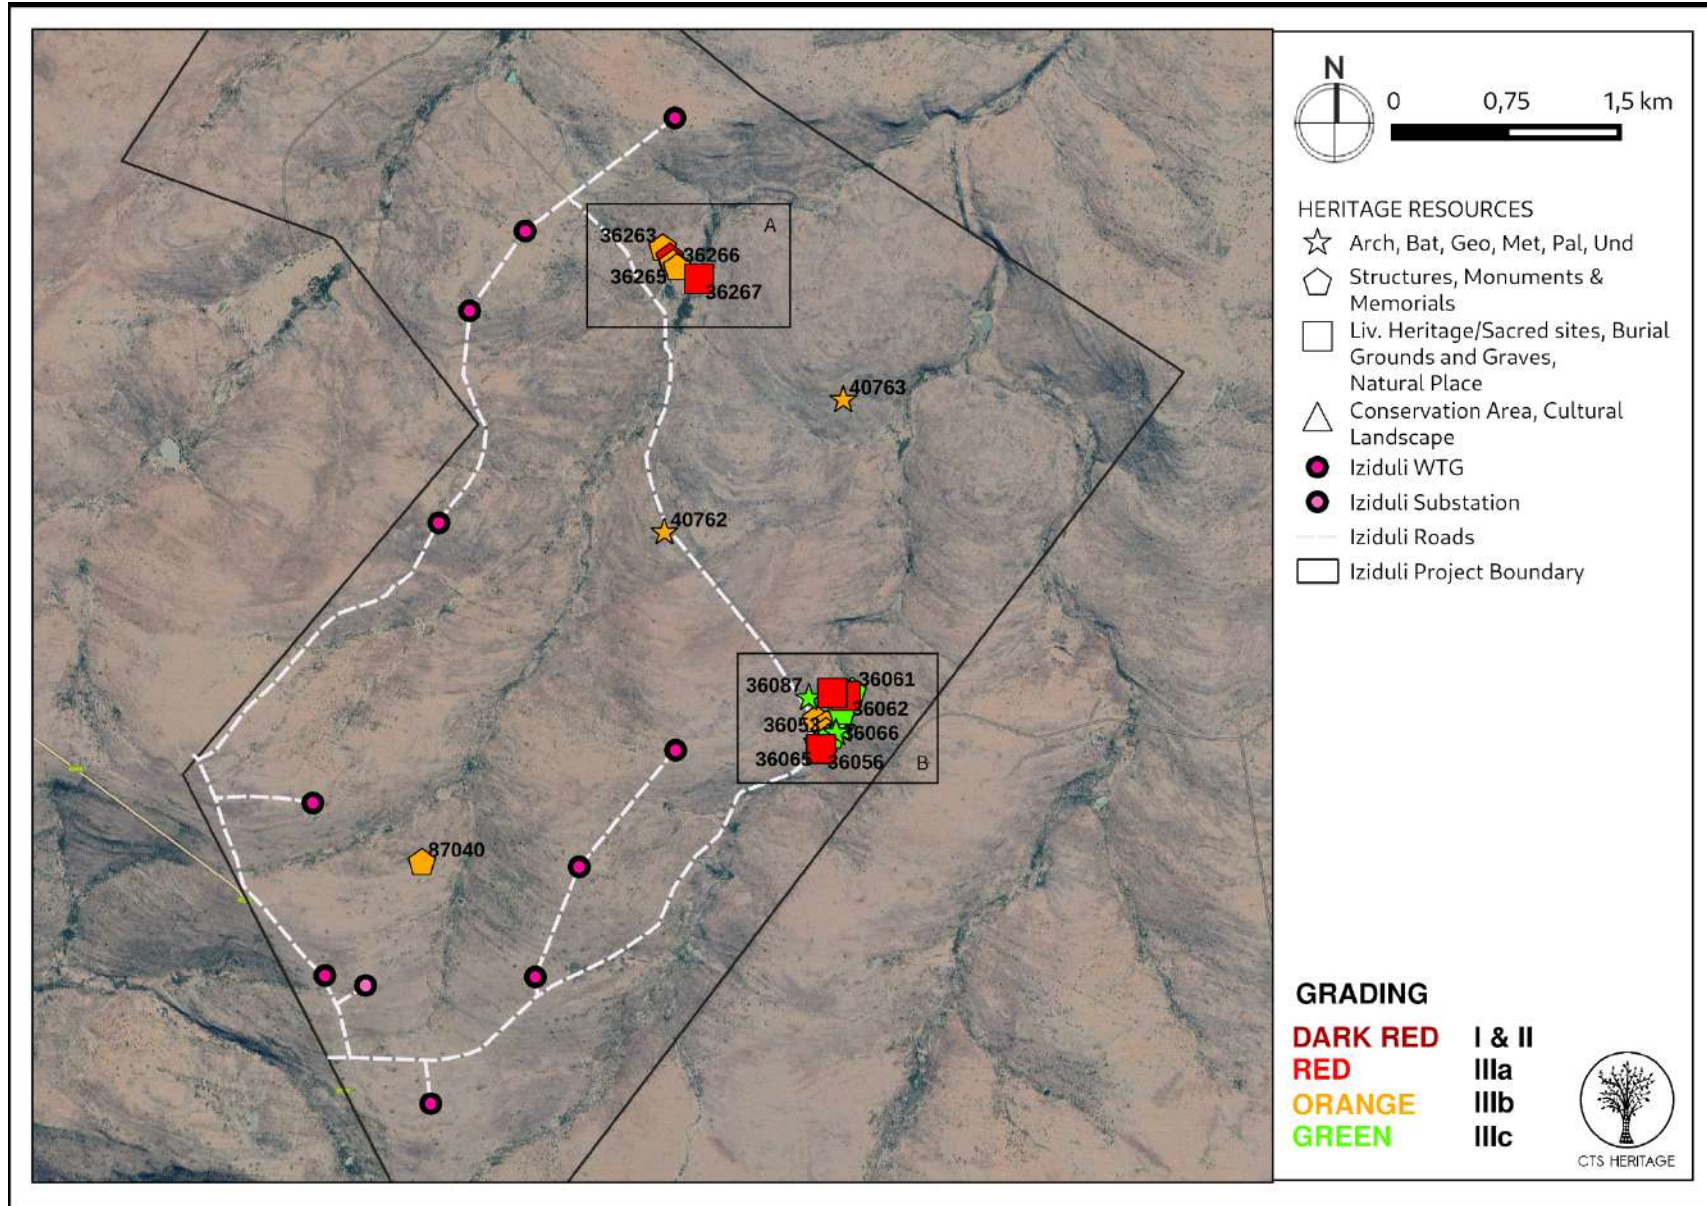 36263
A
36266
36265
36267
40763
40762
36087
36061
36062
36053
36066
36065
36056
B
87040
N
0 0,75 1,5 km
HERITAGE RESOURCES
Arch, Bat, Geo, Met, Pal, Und
Structures, Monuments &
Memorials
Liv. Heritage/Sacred sites, Burial
Grounds and Graves,
Natural Place
Conservation Area, Cultural
Landscape
Iziduli WTG
Iziduli Substation
Iziduli Roads
Iziduli Project Boundary
GRADING
DARK RED I & II
RED IIIa
ORANGE IIIb
GREEN IIIc
CTS HERITAGE